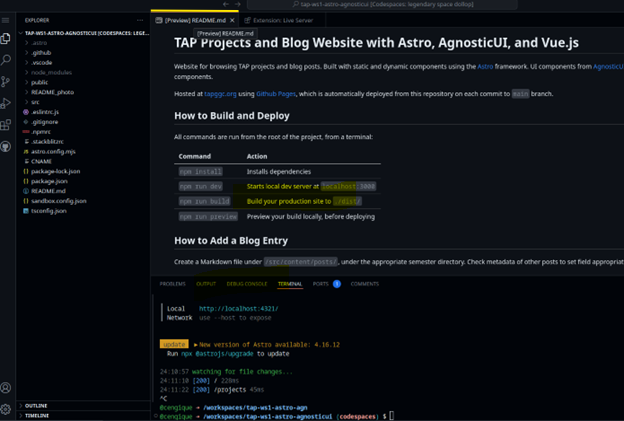 tap-ws1-astro-agnosticui [Codespaces: legendary space dollop]
EXPLORER
[Preview] README.md
Extension: Live Server
[Preview] README.md
TAP-WS1-ASTRO-AGNOSTICUI [CODESPACES: LEGE...
.astro
.github
.vscode
node_modules
public
README_photo
src
.eslintrc.js
.gitignore
.npmrc
.stackblitzrc
astro.config.mjs
CNAME
package-lock.json
package.json
README.md
sandbox.config.json
tsconfig.json
OUTLINE
TIMELINE
TAP Projects and Blog Website with Astro, AgnosticUI, and Vue.js
Website for browsing TAP projects and blog posts. Built with static and dynamic components using the Astro framework. UI components from AgnosticU
components.
Hosted at tapggc.org using Github Pages, which is automatically deployed from this repository on each commit to main branch.
How to Build and Deploy
All commands are run from the root of the project, from a terminal:
Command Action
npm install Installs dependencies
npm run dev Starts local dev server at localhost:3000
npm run build Build your production site to ./dist/
npm run preview Preview your build locally, before deploying
How to Add a Blog Entry
Create a Markdown file under /src/content/posts/, under the appropriate semester directory. Check metadata of other posts to set field appropriat
PROBLEMS OUTPUT DEBUG CONSOLE TERMINAL PORTS 1 COMMENTS
Local http://localhost:4321/
Network use --host to expose
update ▶ New version of Astro available: 4.16.12
Run npx @astrojs/upgrade to update
24:10:57 watching for file changes...
24:11:10 [200] / 220ms
24:11:22 [200] /projects 45ms
^C
@cengique → /workspaces/tap-ws1-astro-agn
@cengique → /workspaces/tap-ws1-astro-agnosticui (codespaces) $